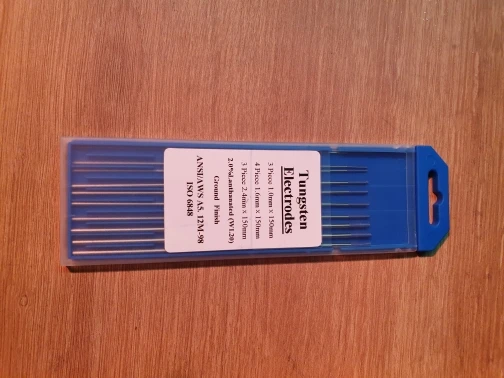 Tungsten
Electrodes
3 Piece 1.0mm × 150mm
4 Piece 1.6mm × 150mm
3 Piece 2.4mm × 150mm
2.0%Lanthanated (WL20)
Ground Finish
ANSI/AWS A5. 12M-98
ISO 6848